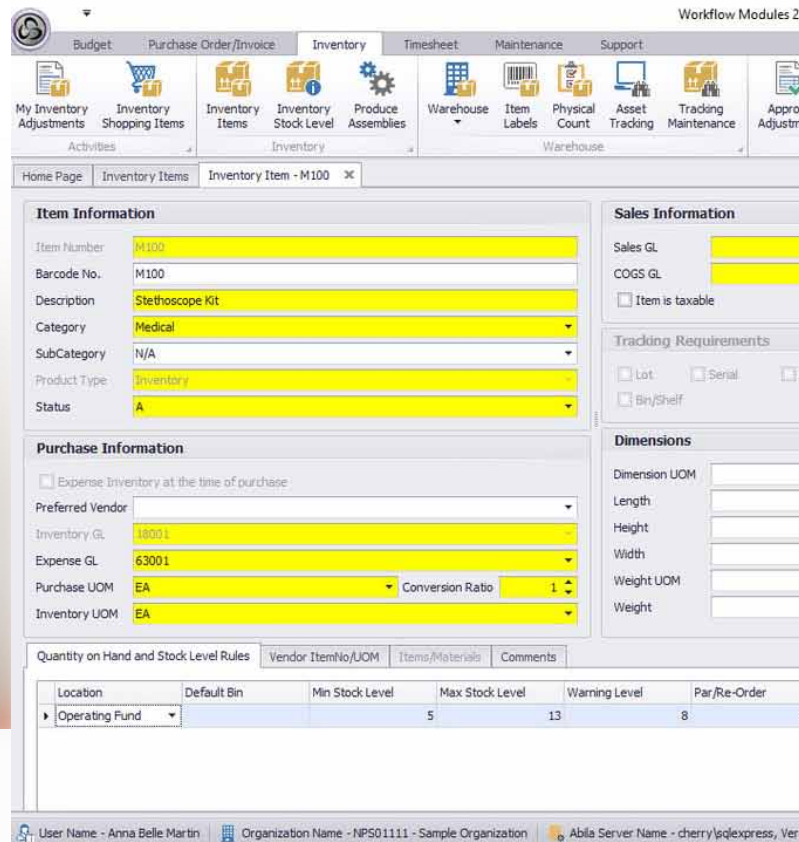 Workflow Modules 2
Budget Purchase Order/Invoice Inventory Timesheet Maintenance Support
My Inventory Adjustments Inventory Shopping Items Inventory Items Inventory Stock Level Produce Assemblies Warehouse Item Labels Physical Count Asset Tracking Tracking Maintenance Appro Adjustm
Activities Inventory Warehouse
Home Page Inventory Items Inventory Item - M100
Item Information
Item Number M100
Barcode No. M100
Description Stethoscope Kit
Category Medical
SubCategory N/A
Product Type Inventory
Status A
Purchase Information
Expense Inventory at the time of purchase
Preferred Vendor
Inventory GL 18001
Expense GL 63001
Purchase UOM EA Conversion Ratio 1
Inventory UOM EA
Sales Information
Sales GL
COGS GL
Item is taxable
Tracking Requirements
Lot Serial
Bin/Shelf
Dimensions
Dimension UOM
Length
Height
Width
Weight UOM
Weight
Quantity on Hand and Stock Level Rules Vendor ItemNo/UOM Items/Materials Comments
Location Default Bin Min Stock Level Max Stock Level Warning Level Par/Re-Order
Operating Fund 5 13 8
User Name - Anna Belle Martin Organization Name - NPS01111 - Sample Organization Abila Server Name - cherry\sqlexpress, Ver